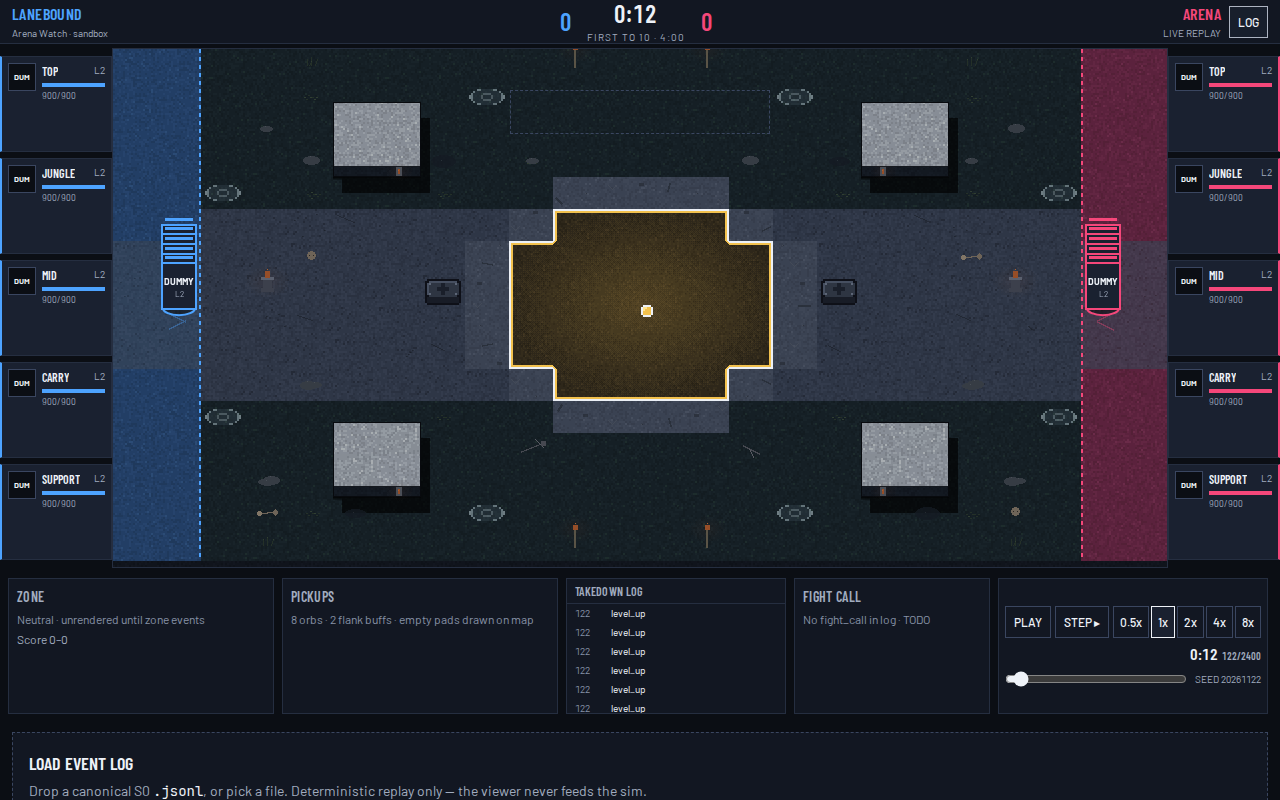 LANEBOUND
Arena Watch · sandbox
0
0:12
0
FIRST TO 10 · 4:00
ARENA
LIVE REPLAY
LOG
DUM
TOP
L2
900/900
DUM
JUNGLE
L2
900/900
DUM
MID
L2
900/900
DUM
CARRY
L2
900/900
DUM
SUPPORT
L2
900/900
DUMMY
L2
DUMMY
L2
DUM
TOP
L2
900/900
DUM
JUNGLE
L2
900/900
DUM
MID
L2
900/900
DUM
CARRY
L2
900/900
DUM
SUPPORT
L2
900/900
ZONE
Neutral · unrendered until zone events
Score 0–0
PICKUPS
8 orbs · 2 flank buffs · empty pads drawn on map
TAKEDOWN LOG
122 level_up
122 level_up
122 level_up
122 level_up
122 level_up
122 level_up
FIGHT CALL
No fight_call in log · TODO
PLAY
STEP ▸
0.5x
1x
2x
4x
8x
0:12 122/2400
SEED 20261122
LOAD EVENT LOG
Drop a canonical S0 .jsonl, or pick a file. Deterministic replay only — the viewer never feeds the sim.